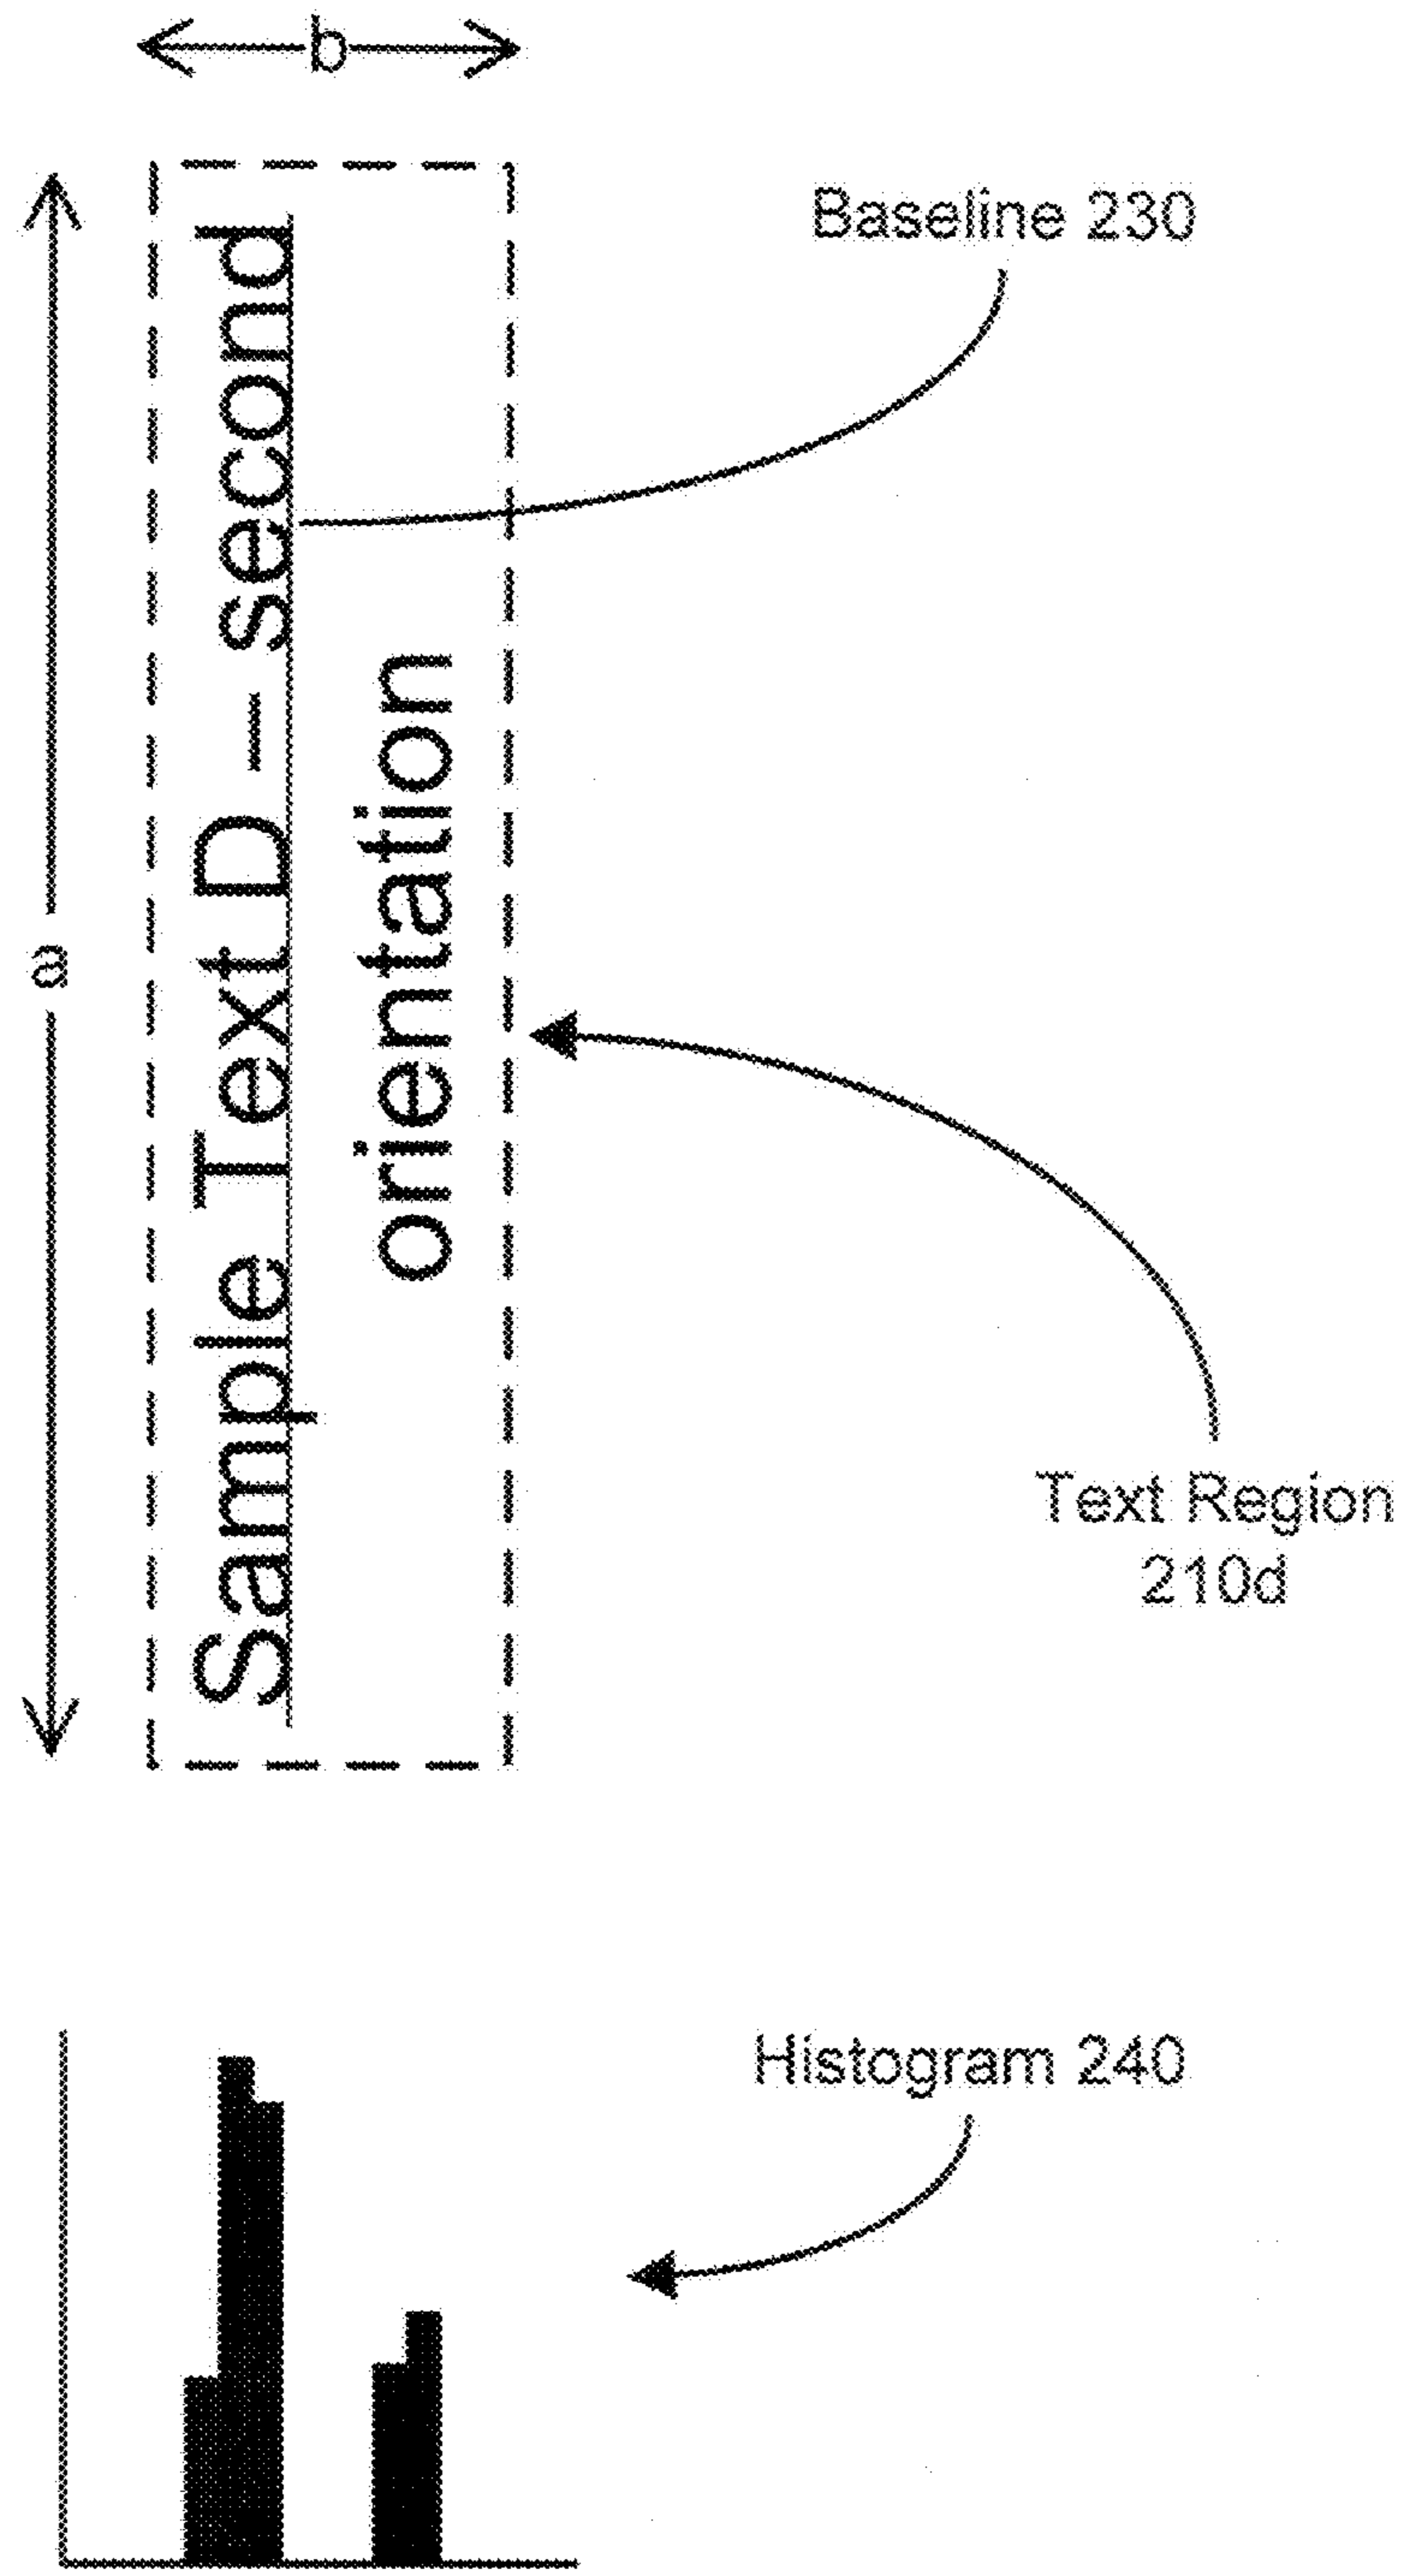 b
a
Sample Text D – second
orientation
Baseline 230
Text Region
210d
Histogram 240